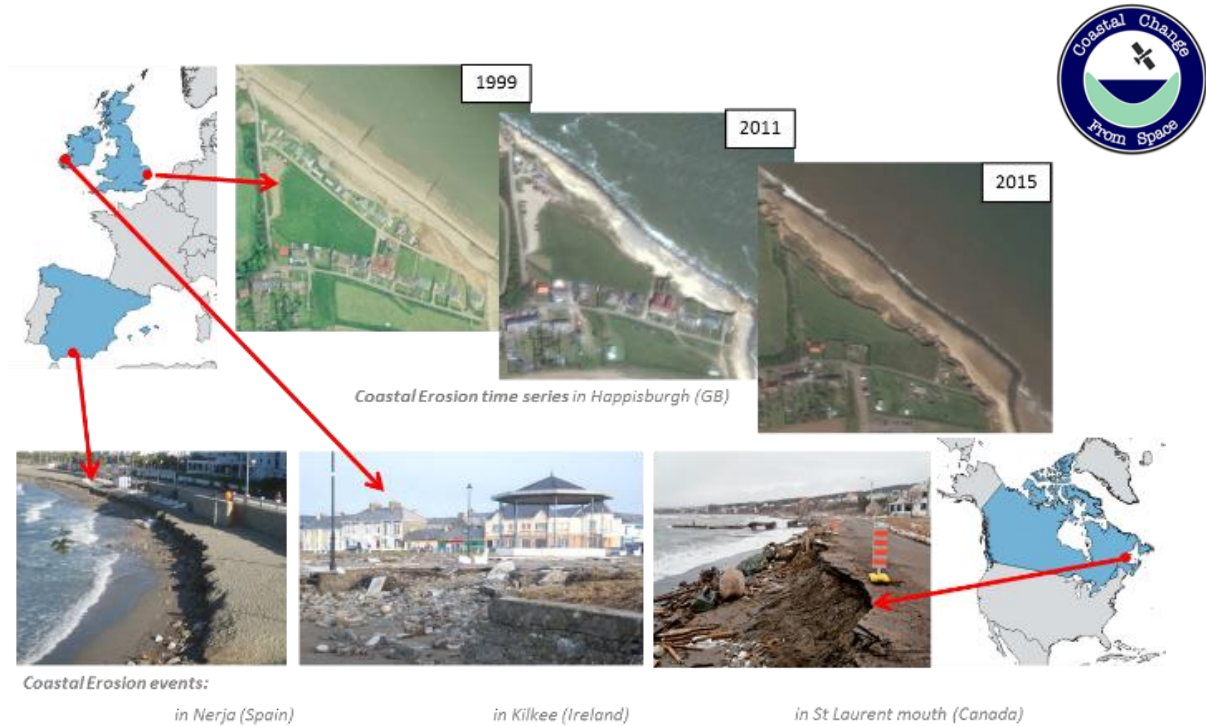 Coastal Change
From Space
1999
2011
2015
Coastal Erosion time series in Happisburgh (GB)
Coastal Erosion events:
in Nerja (Spain)
in Kilkee (Ireland)
in St Laurent mouth (Canada)